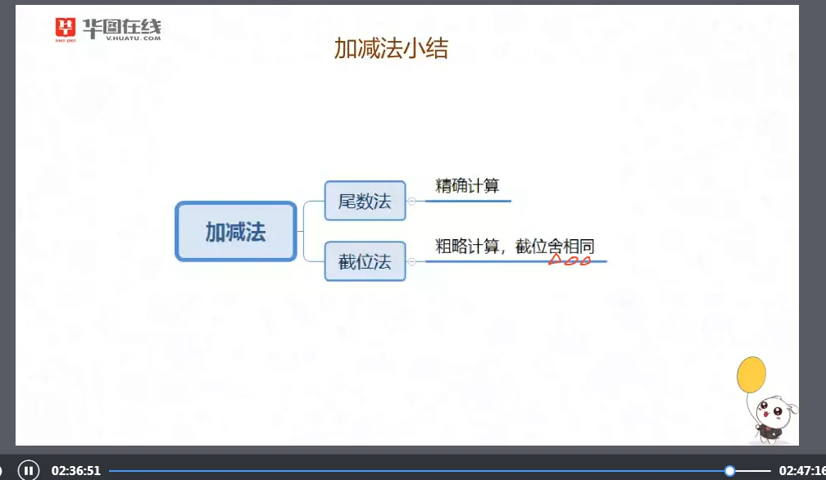 华图在线
V.HUATU.COM
加减法小结
加减法
尾数法
精确计算
截位法
粗略计算，截位舍相同
02:36:51
02:47:16